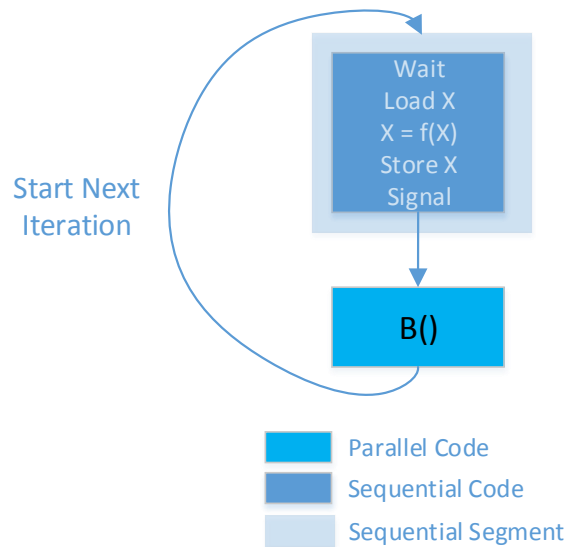 Wait
Load X
X = f(X)
Store X
Signal
Start Next
Iteration
B()
Parallel Code
Sequential Code
Sequential Segment